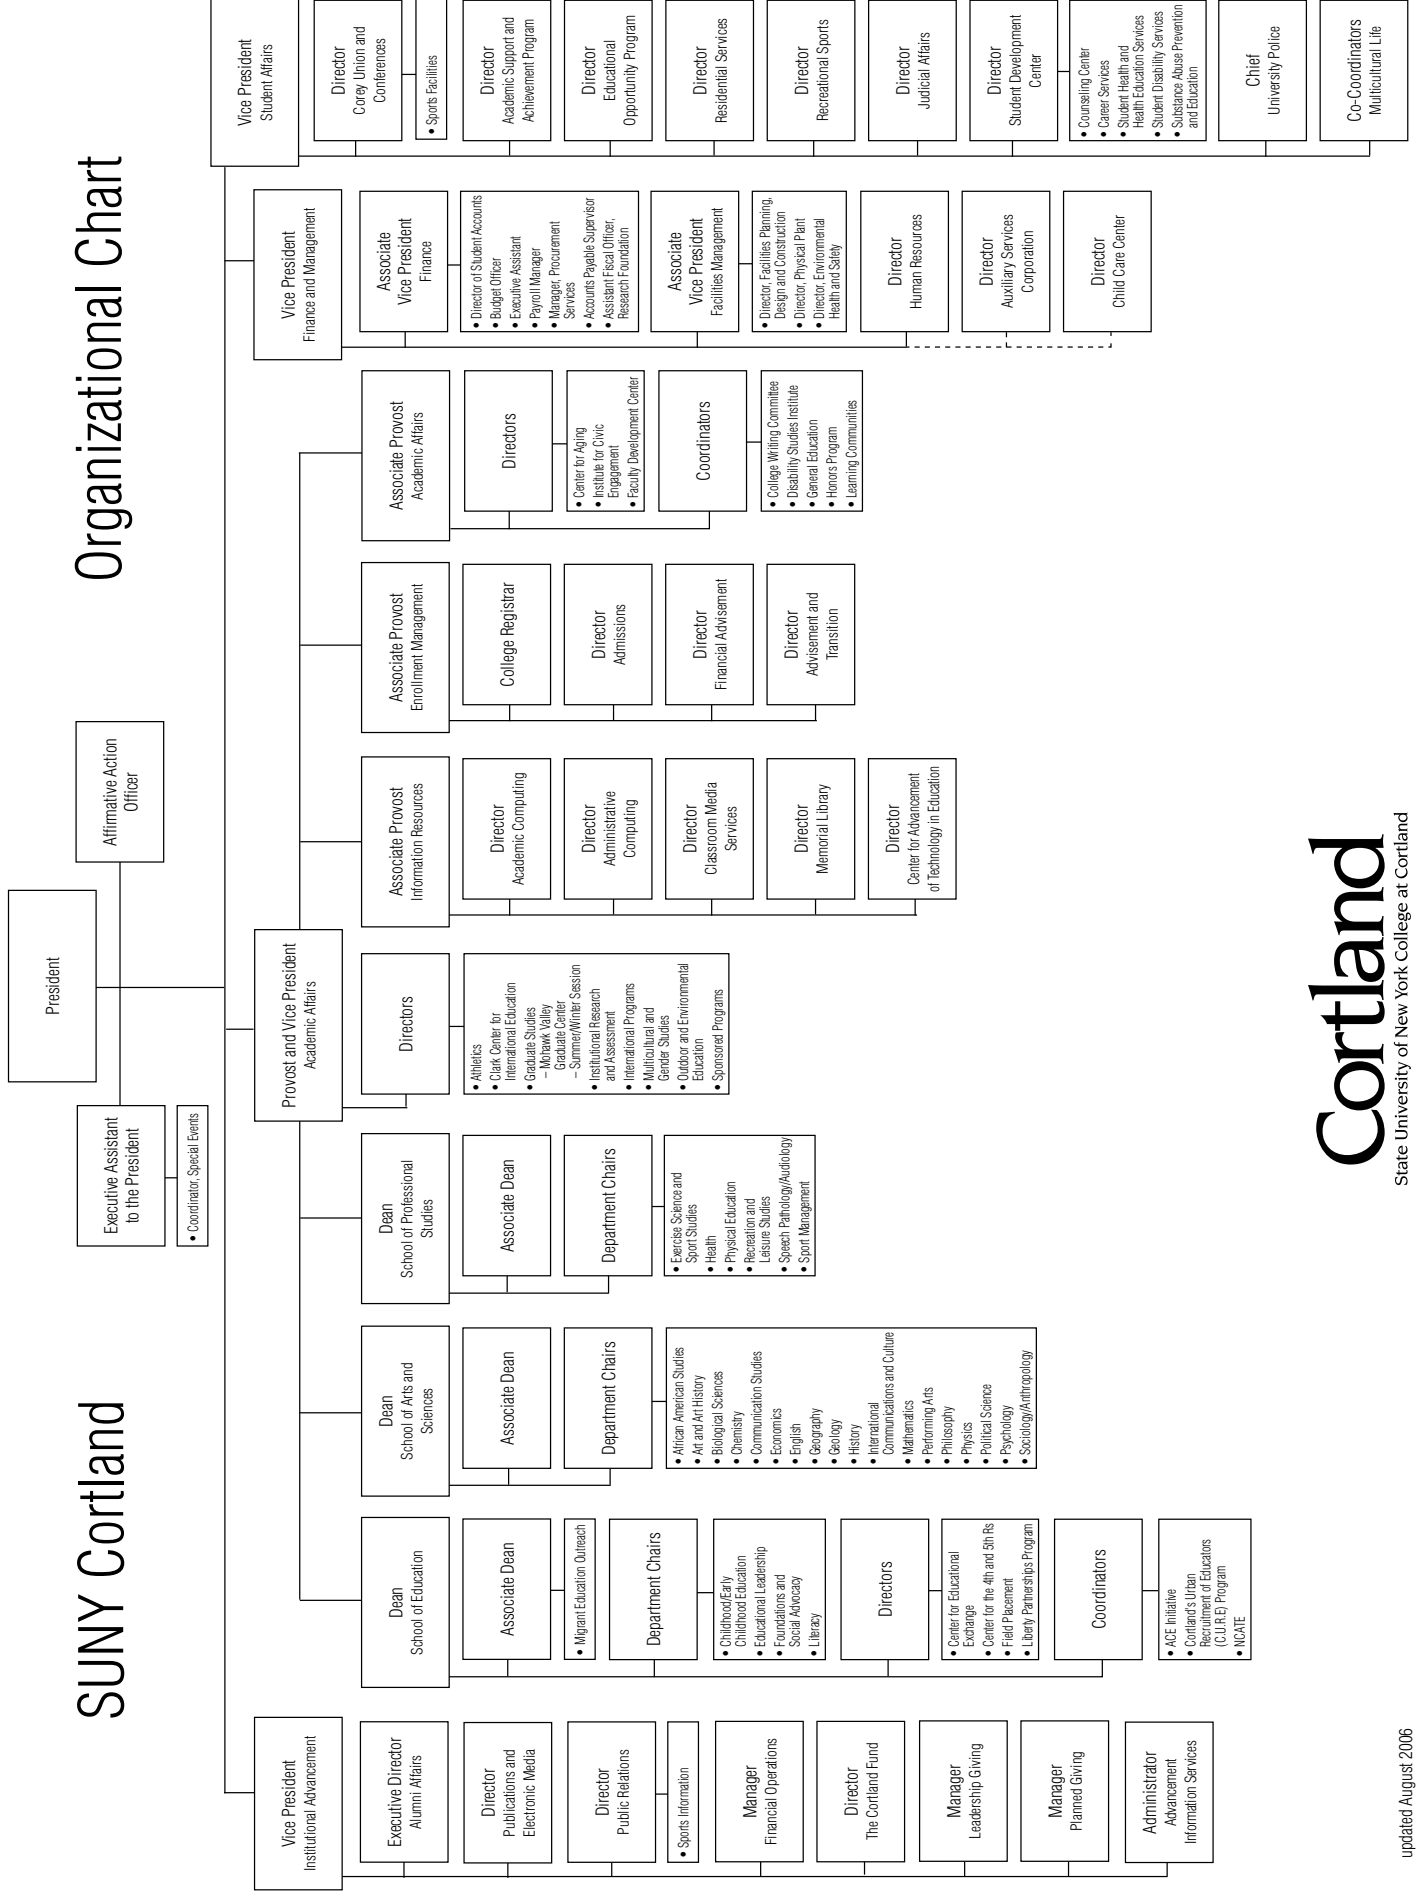 SUNY Cortland
Organizational Chart
President
Executive Assistant
to the President
• Coordinator, Special Events
Affirmative Action
Officer
Vice President
Institutional Advancement
Executive Director
Alumni Affairs
Director
Publications and
Electronic Media
Director
Public Relations
• Sports Information
Manager
Financial Operations
Director
The Cortland Fund
Manager
Leadership Giving
Manager
Planned Giving
Administrator
Advancement
Information Services
Provost and Vice President
Academic Affairs
Dean
School of Education
Associate Dean
• Migrant Education Outreach
Department Chairs
• Childhood/Early
Childhood Education
• Educational Leadership
• Foundations and
Social Advocacy
• Literacy
Directors
• Center for Educational
Exchange
• Center for the 4th and 5th Rs
• Field Placement
• Liberty Partnerships Program
Coordinators
• ACE Initiative
• Cortland's Urban
Recruitment of Educators
(C.U.R.E) Program
• NCATE
Dean
School of Arts and
Sciences
Associate Dean
Department Chairs
• African American Studies
• Art and Art History
• Biological Sciences
• Chemistry
• Communication Studies
• Economics
• English
• Geography
• Geology
• History
• International
Communications and Culture
• Mathematics
• Performing Arts
• Philosophy
• Physics
• Political Science
• Psychology
• Sociology/Anthropology
Dean
School of Professional
Studies
Associate Dean
Department Chairs
• Exercise Science and
Sport Studies
• Health
• Physical Education
• Recreation and
Leisure Studies
• Speech Pathology/Audiology
• Sport Management
Directors
• Athletics
• Clark Center for
International Education
• Graduate Studies
– Mohawk Valley
Graduate Center
– Summer/Winter Session
• Institutional Research
and Assessment
• International Programs
• Multicultural and
Gender Studies
• Outdoor and Environmental
Education
• Sponsored Programs
Associate Provost
Information Resources
Director
Academic Computing
Director
Administrative
Computing
Director
Classroom Media
Services
Director
Memorial Library
Director
Center for Advancement
of Technology in Education
Associate Provost
Enrollment Management
College Registrar
Director
Admissions
Director
Financial Advisement
Director
Advisement and
Transition
Associate Provost
Academic Affairs
Directors
• Center for Aging
• Institute for Civic
Engagement
• Faculty Development Center
Coordinators
• College Writing Committee
• Disability Studies Institute
• General Education
• Honors Program
• Learning Communities
Vice President
Finance and Management
Associate
Vice President
Finance
• Director of Student Accounts
• Budget Officer
• Executive Assistant
• Payroll Manager
• Manager, Procurement
Services
• Accounts Payable Supervisor
• Assistant Fiscal Officer,
Research Foundation
Associate
Vice President
Facilities Management
• Director, Facilities Planning,
Design and Construction
• Director, Physical Plant
• Director, Environmental
Health and Safety
Director
Human Resources
Director
Auxiliary Services
Corporation
Director
Child Care Center
Vice President
Student Affairs
Director
Corey Union and
Conferences
• Sports Facilities
Director
Academic Support and
Achievement Program
Director
Educational
Opportunity Program
Director
Residential Services
Director
Recreational Sports
Director
Judicial Affairs
Director
Student Development
Center
• Counseling Center
• Career Services
• Student Health and
Health Education Services
• Student Disability Services
• Substance Abuse Prevention
and Education
Chief
University Police
Co-Coordinators
Multicultural Life
updated August 2006
Cortland
State University of New York College at Cortland